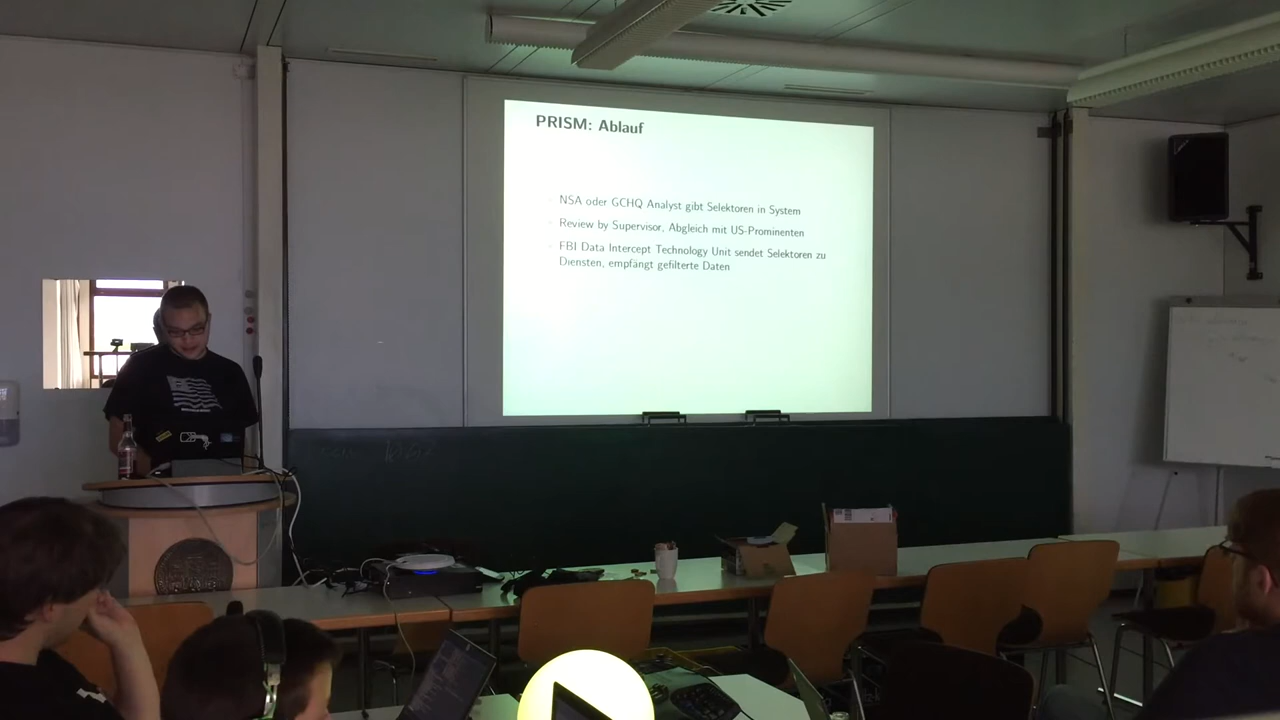 PRISM: Ablauf
NSA oder GCHQ Analyst gibt Selektoren in System
Review by Supervisor, Abgleich mit US-Prominenten
FBI Data Intercept Technology Unit sendet Selektoren zu
Diensten, empfängt gefilterte Daten